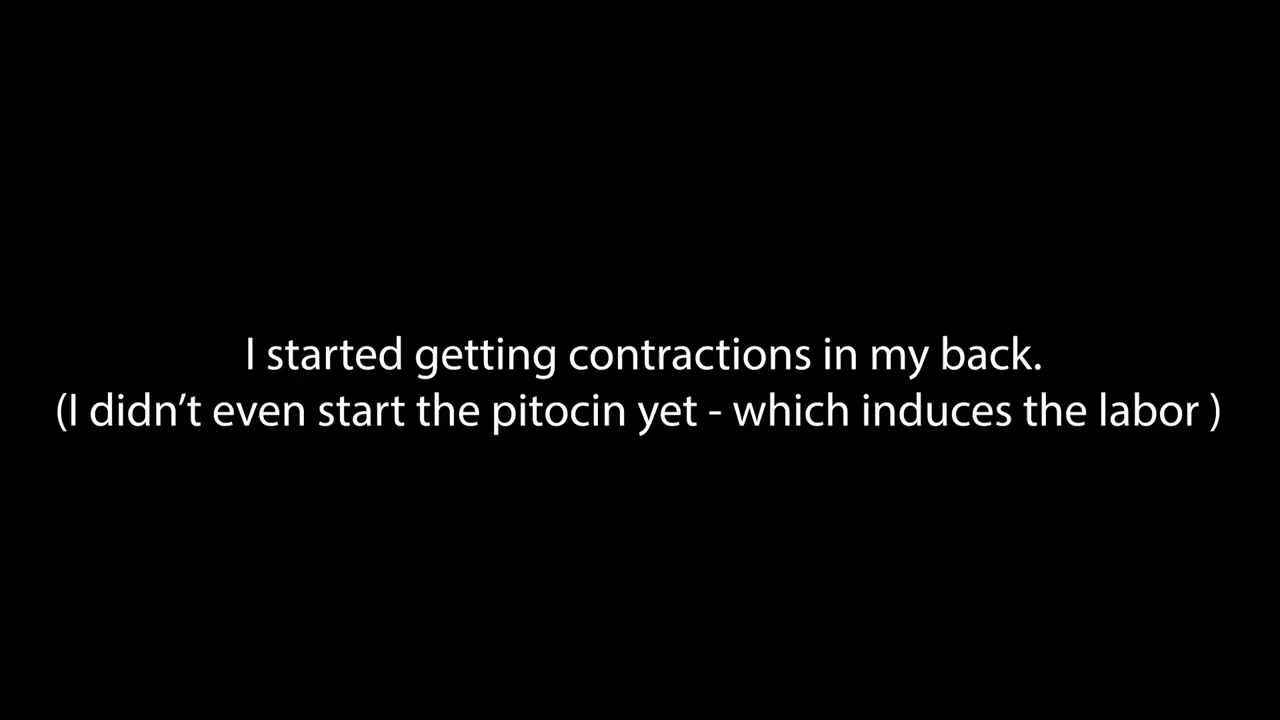 I started getting contractions in my back.
(I didn’t even start the pitocin yet - which induces the labor )